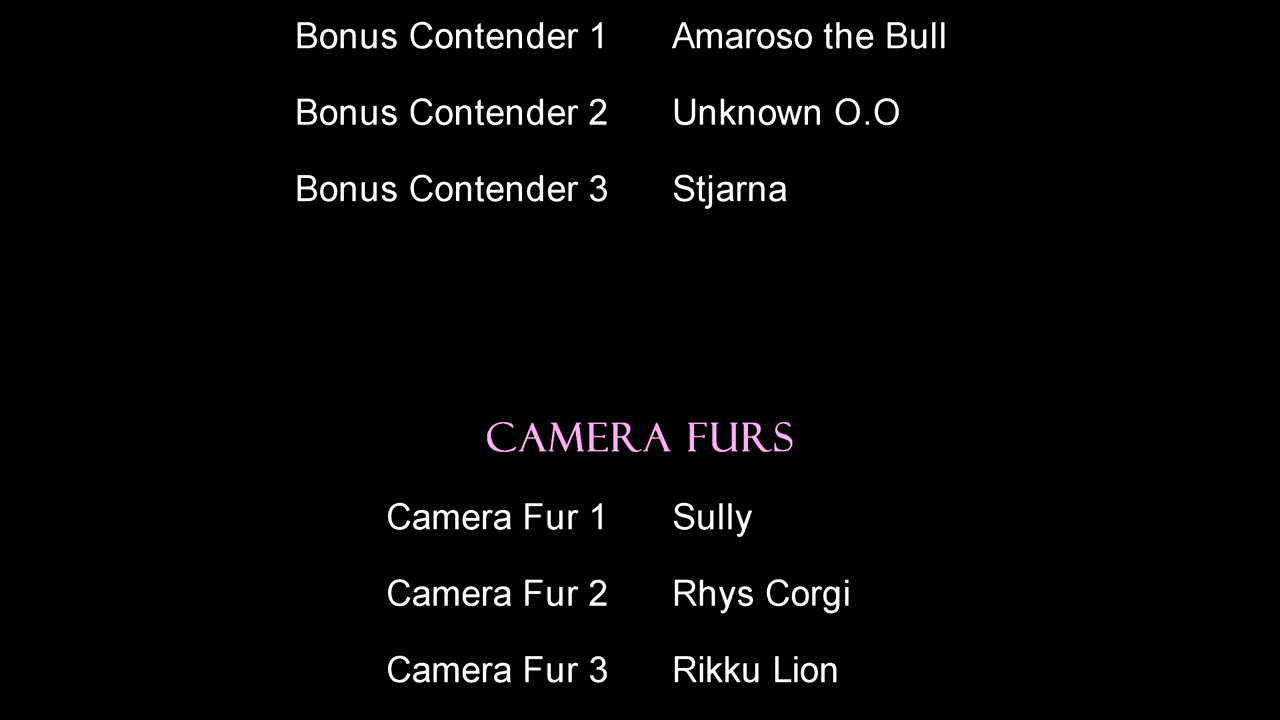 Bonus Contender 1 Amaroso the Bull
Bonus Contender 2 Unknown O.O
Bonus Contender 3 Stjarna
CAMERA FURS
Camera Fur 1 Sully
Camera Fur 2 Rhys Corgi
Camera Fur 3 Rikku Lion